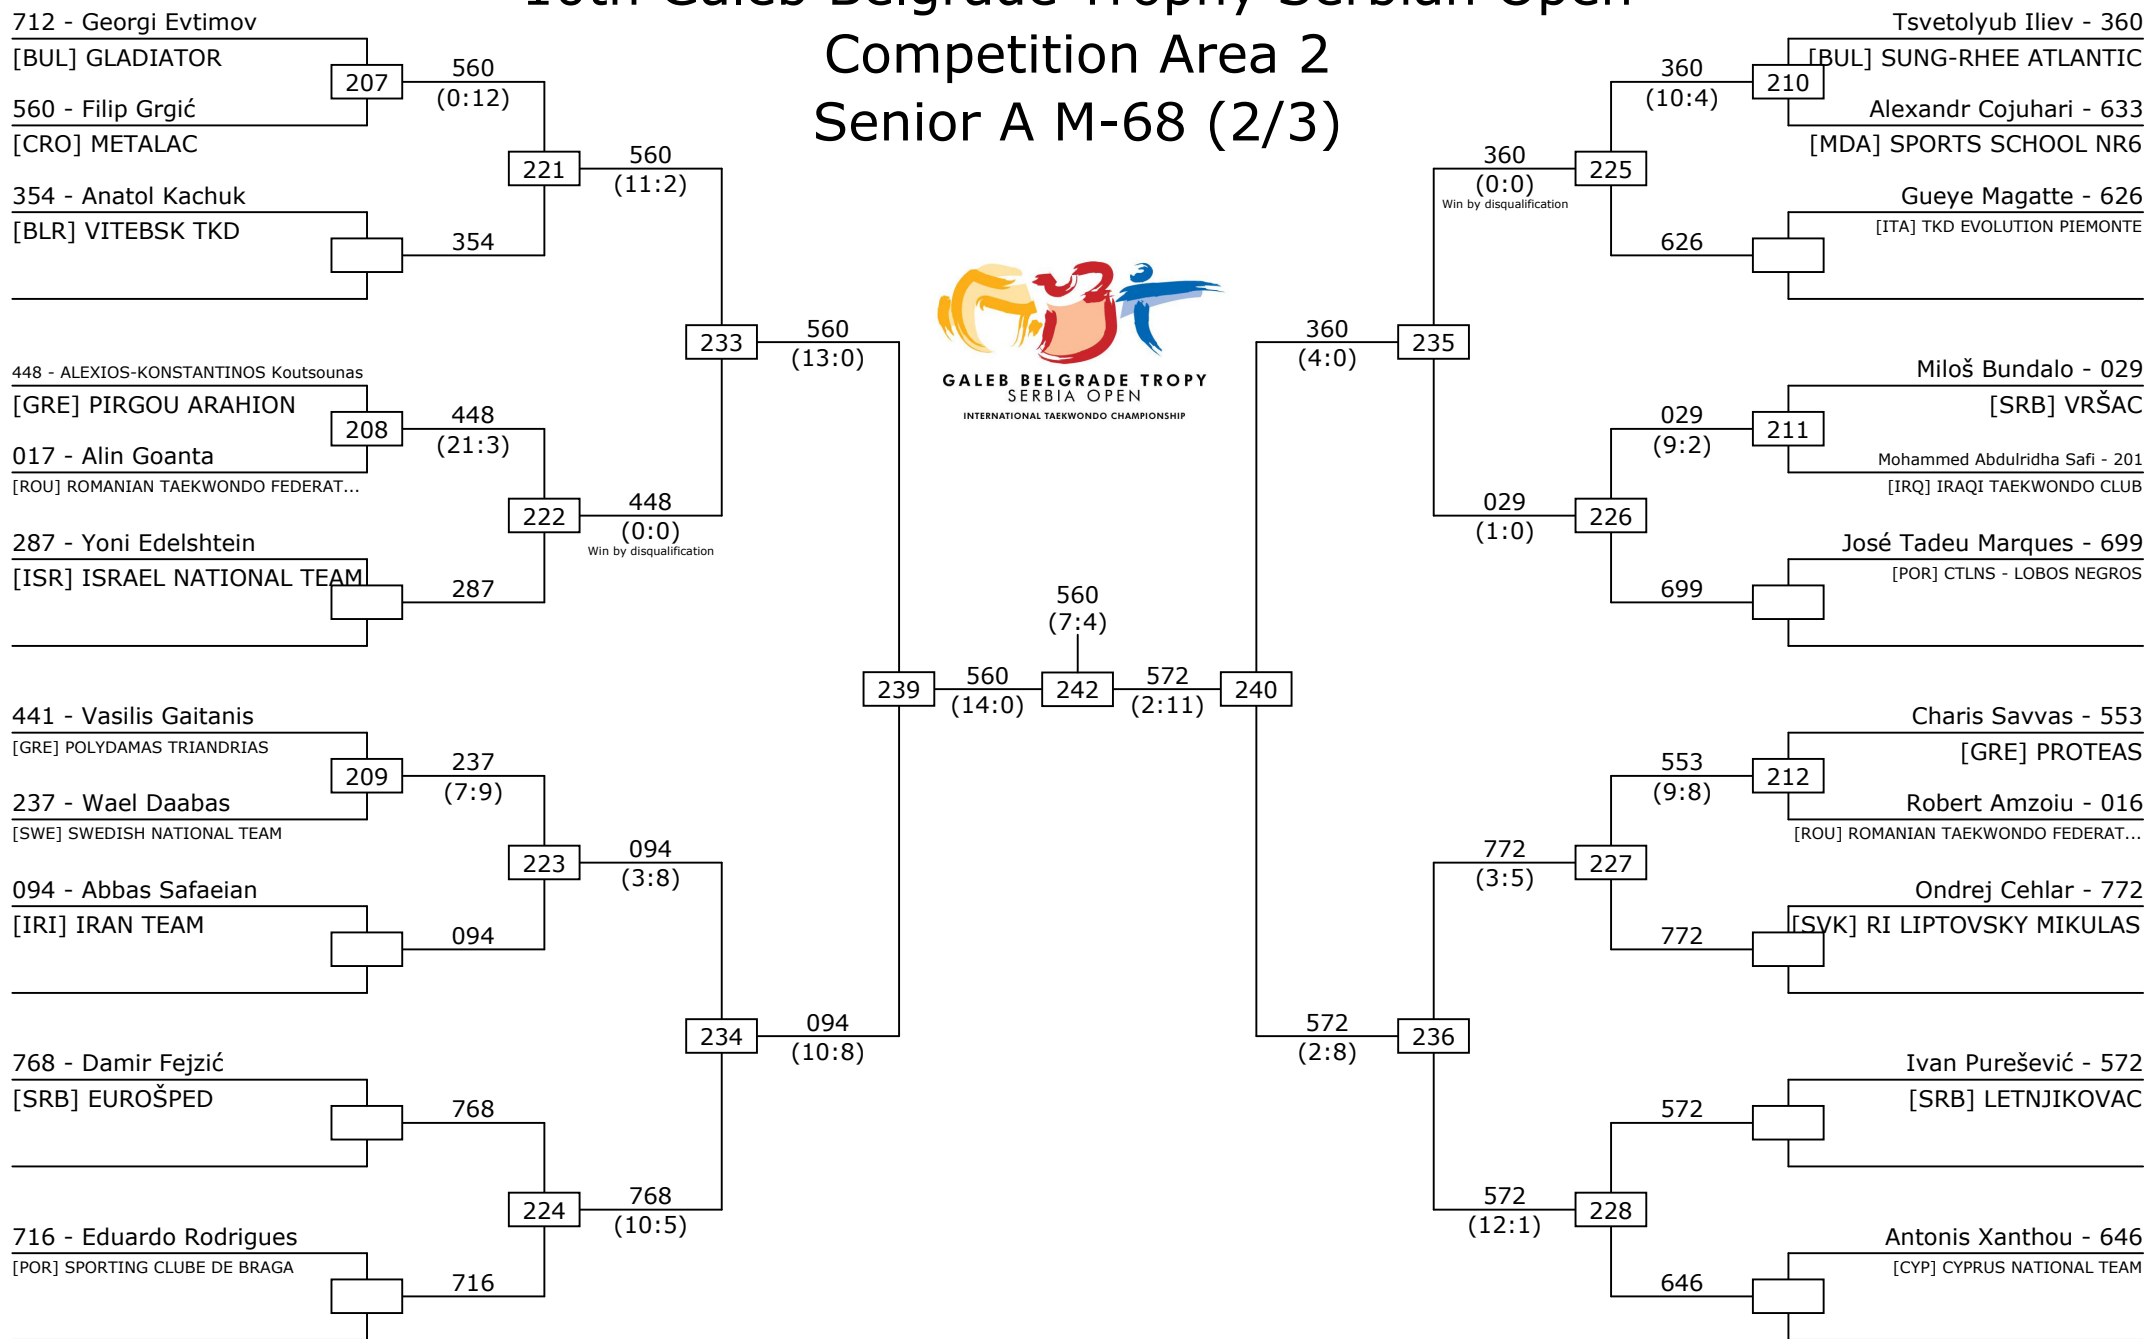 10th Galeb Belgrade Trophy Serbian Open
Competition Area 2
Senior A M-68 (2/3)
712 - Georgi Evtimov
[BUL] GLADIATOR
207
560
(0:12)
560 - Filip Grgić
[CRO] METALAC
221
560
(11:2)
354 - Anatol Kachuk
[BLR] VITEBSK TKD
354
233
560
(13:0)
448 - ALEXIOS-KONSTANTINOS Koutsounas
[GRE] PIRGOU ARAHION
208
448
(21:3)
017 - Alin Goanta
[ROU] ROMANIAN TAEKWONDO FEDERAT...
222
448
(0:0)
Win by disqualification
287 - Yoni Edelshtein
[ISR] ISRAEL NATIONAL TEAM
287
239
560
(14:0)
441 - Vasilis Gaitanis
[GRE] POLYDAMAS TRIANDRIAS
209
237
(7:9)
237 - Wael Daabas
[SWE] SWEDISH NATIONAL TEAM
223
094
(3:8)
094 - Abbas Safaeian
[IRI] IRAN TEAM
094
234
094
(10:8)
768 - Damir Fejzić
[SRB] EUROŠPED
768
224
768
(10:5)
716 - Eduardo Rodrigues
[POR] SPORTING CLUBE DE BRAGA
716
GALEB BELGRADE TROPY
SERBIA OPEN
INTERNATIONAL TAEKWONDO CHAMPIONSHIP
560
(7:4)
242
572
(2:11)
240
Tsvetolyub Iliev - 360
[BUL] SUNG-RHEE ATLANTIC
360
(10:4)
210
Alexandr Cojuhari - 633
[MDA] SPORTS SCHOOL NR6
360
(0:0)
Win by disqualification
225
Gueye Magatte - 626
[ITA] TKD EVOLUTION PIEMONTE
626
360
(4:0)
235
Miloš Bundalo - 029
[SRB] VRŠAC
029
(9:2)
211
Mohammed Abdulridha Safi - 201
[IRQ] IRAQI TAEKWONDO CLUB
029
(1:0)
226
José Tadeu Marques - 699
[POR] CTLNS - LOBOS NEGROS
699
Charis Savvas - 553
[GRE] PROTEAS
553
(9:8)
212
Robert Amzoiu - 016
[ROU] ROMANIAN TAEKWONDO FEDERAT...
772
(3:5)
227
Ondrej Cehlar - 772
[SVK] RI LIPTOVSKY MIKULAS
772
572
(2:8)
236
Ivan Purešević - 572
[SRB] LETNJIKOVAC
572
572
(12:1)
228
Antonis Xanthou - 646
[CYP] CYPRUS NATIONAL TEAM
646